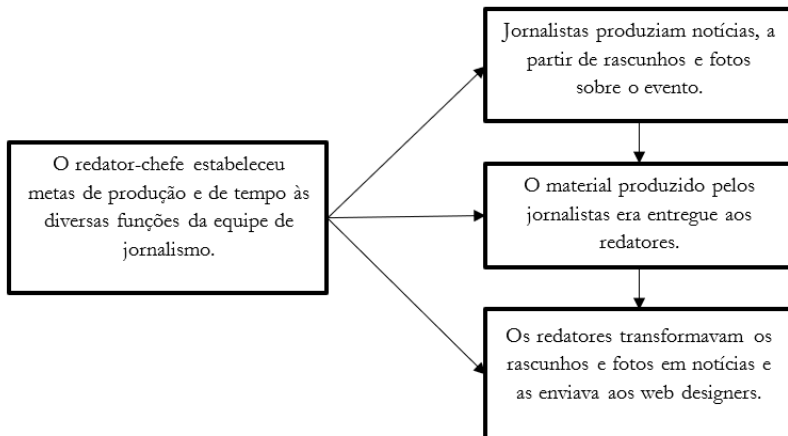 O redator-chefe estabeleceu
metas de produção e de tempo às
diversas funções da equipe de
jornalismo.
Jornalistas produziam notícias, a
partir de rascunhos e fotos
sobre o evento.
O material produzido pelos
jornalistas era entregue aos
redatores.
Os redatores transformavam os
rascunhos e fotos em notícias e
as enviava aos web designers.